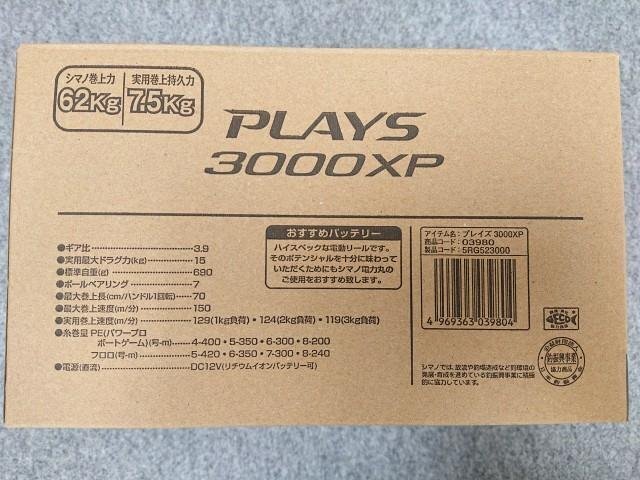 シマノ巻上力
62Kg
実用巻上持久力
7.5Kg
PLAYS
3000XP
●ギア比 3.9
●実用最大ドラグ力(kg) 15
●標準自重(g) 690
●ボールベアリング 7
●最大巻上長(cm/ハンドル1回転) 70
●最大巻上速度(m/分) 150
●実用巻上速度(m/分) 129(1kg負荷)・124(2kg負荷)・119(3kg負荷)
●糸巻量 PE(パワープロ
ボートゲーム)(号-m) 4-400・5-350・6-300・8-200
フロロ(号-m) 5-420・6-350・7-300・8-240
●電源(直流) DC12V(リチウムイオンバッテリー可)
おすすめバッテリー
ハイスペックな電動リールです。
そのポテンシャルを十分に味わって
いただくためにもシマノ電力丸の
ご使用をおすすめ致します。
アイテム名: プレイズ 3000XP
商品コード: 03980
製品コード: 5RG523000
4 969363 039804
シマノでは、放流や釣場造成など釣環境の
発展・育成を進めている釣振興事業に積極
的に協力しています。
釣振興事業
協力商品